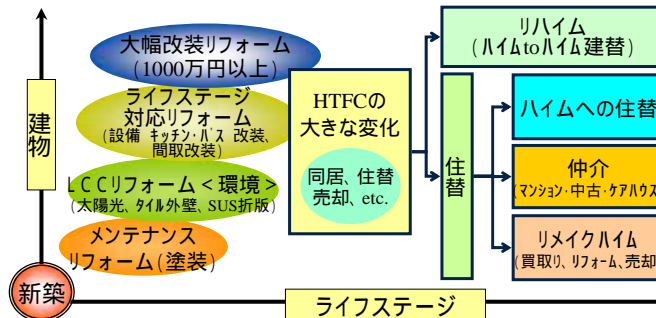 大幅改装リフォーム
(1000万円以上)
ライフステージ
対応リフォーム
(設備 ｷｯﾁﾝ･ﾊﾞｽ 改装、
間取改装)
LCCリフォーム＜環境＞
(太陽光、ﾀｲﾙ外壁、SUS折版)
メンテナンス
リフォーム(塗装)
新築
建物
ライフステージ
HTFCの
大きな変化
同居、住替
売却、etc.
リハイム
(ﾊｲﾑtoﾊｲﾑ建替)
住替
ハイムへの住替
仲介
(ﾏﾝｼｮﾝ･中古･ｹｱﾊｳｽ)
リメイクハイム
(買取り、ﾘﾌｫｰﾑ、売却)